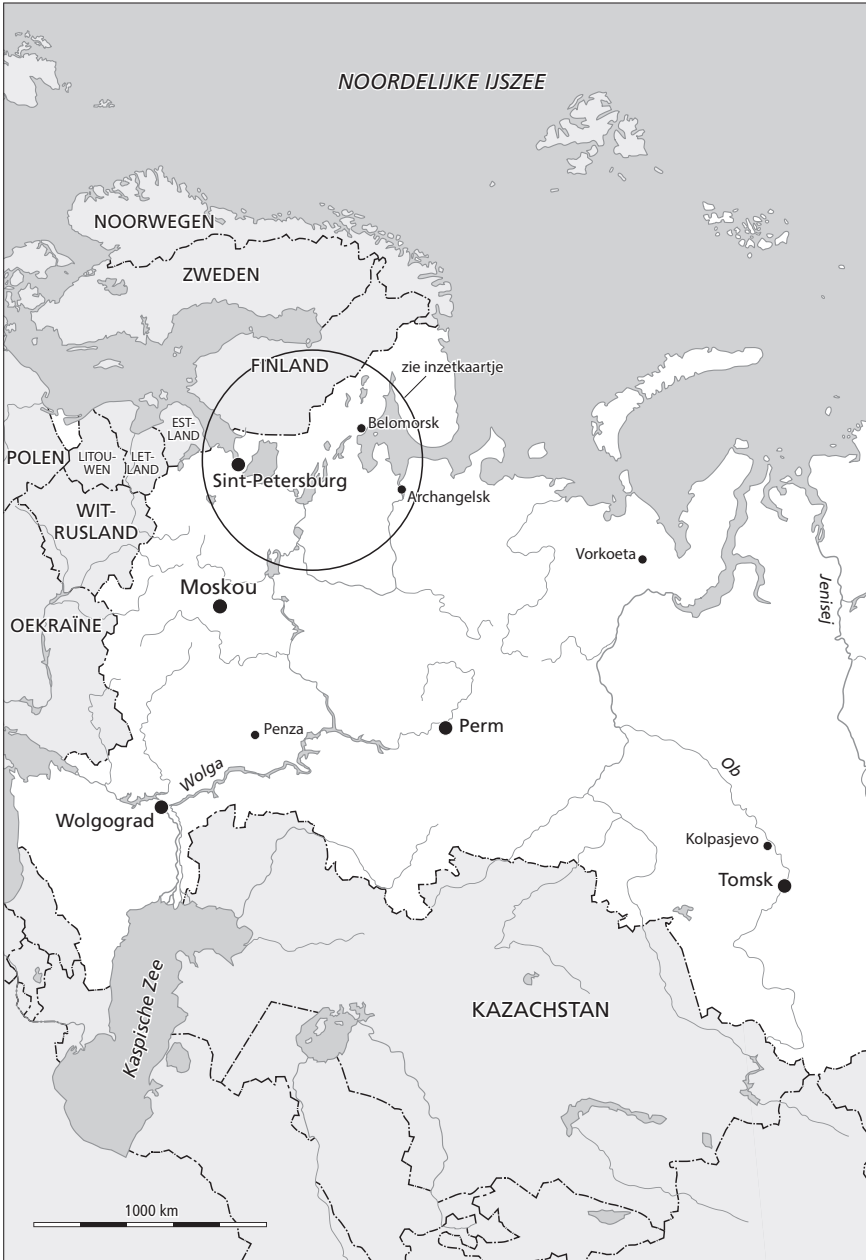 NOORDELIJKE IJSZEE
NOORWEGEN
ZWEDEN
FINLAND
zie inzetkaartje
EST-
LAND
Belomorsk
POLEN
LITOU-
WEN
LET-
LAND
Sint-Petersburg
Archangelsk
WIT-
RUSLAND
Vorkoeta
Moskou
Jenisej
OEKRAÏNE
Penza
Perm
Wolga
Ob
Wolgograd
Kolpasjevo
Tomsk
Kaspische Zee
KAZACHSTAN
1000 km